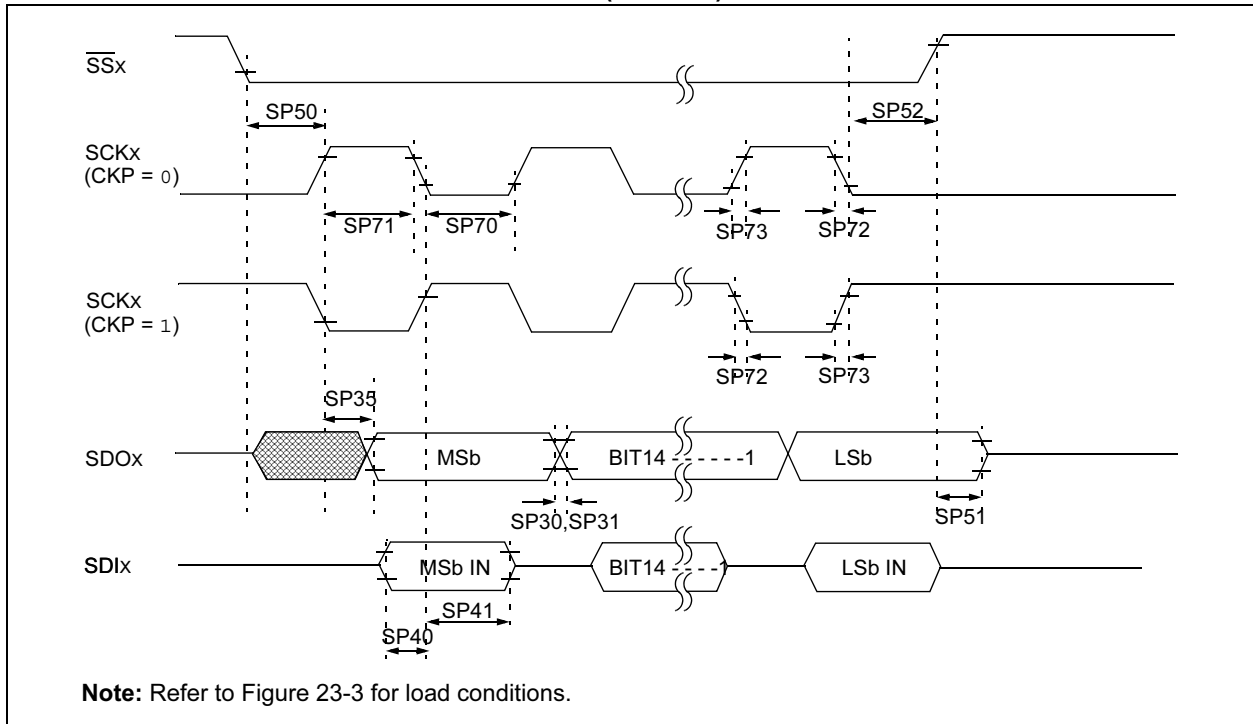 SSx
SP50
SP52
SCKx
(CKP = 0)
SP71
SP70
SP73
SP72
SCKx
(CKP = 1)
SP72
SP73
SP35
SDOx
MSb
BIT14 - - - - - -1
LSb
SP30,SP31
SP51
SDIx
MSb IN
BIT14 - - - - -1
LSb IN
SP41
SP40
Note: Refer to Figure 23-3 for load conditions.